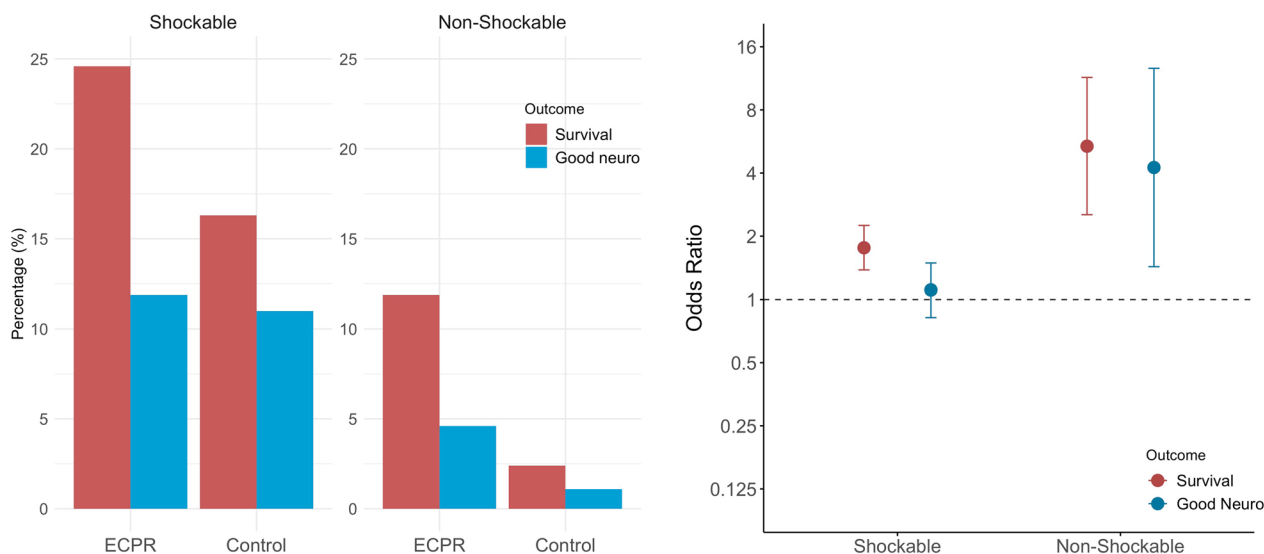 Shockable
Non-Shockable
Percentage (%)
25
20
15
10
5
0
25
20
15
10
5
0
Outcome
Survival
Good neuro
ECPR
Control
ECPR
Control
Odds Ratio
16
8
4
2
1
0.5
0.25
0.125
Outcome
Survival
Good Neuro
Shockable
Non-Shockable